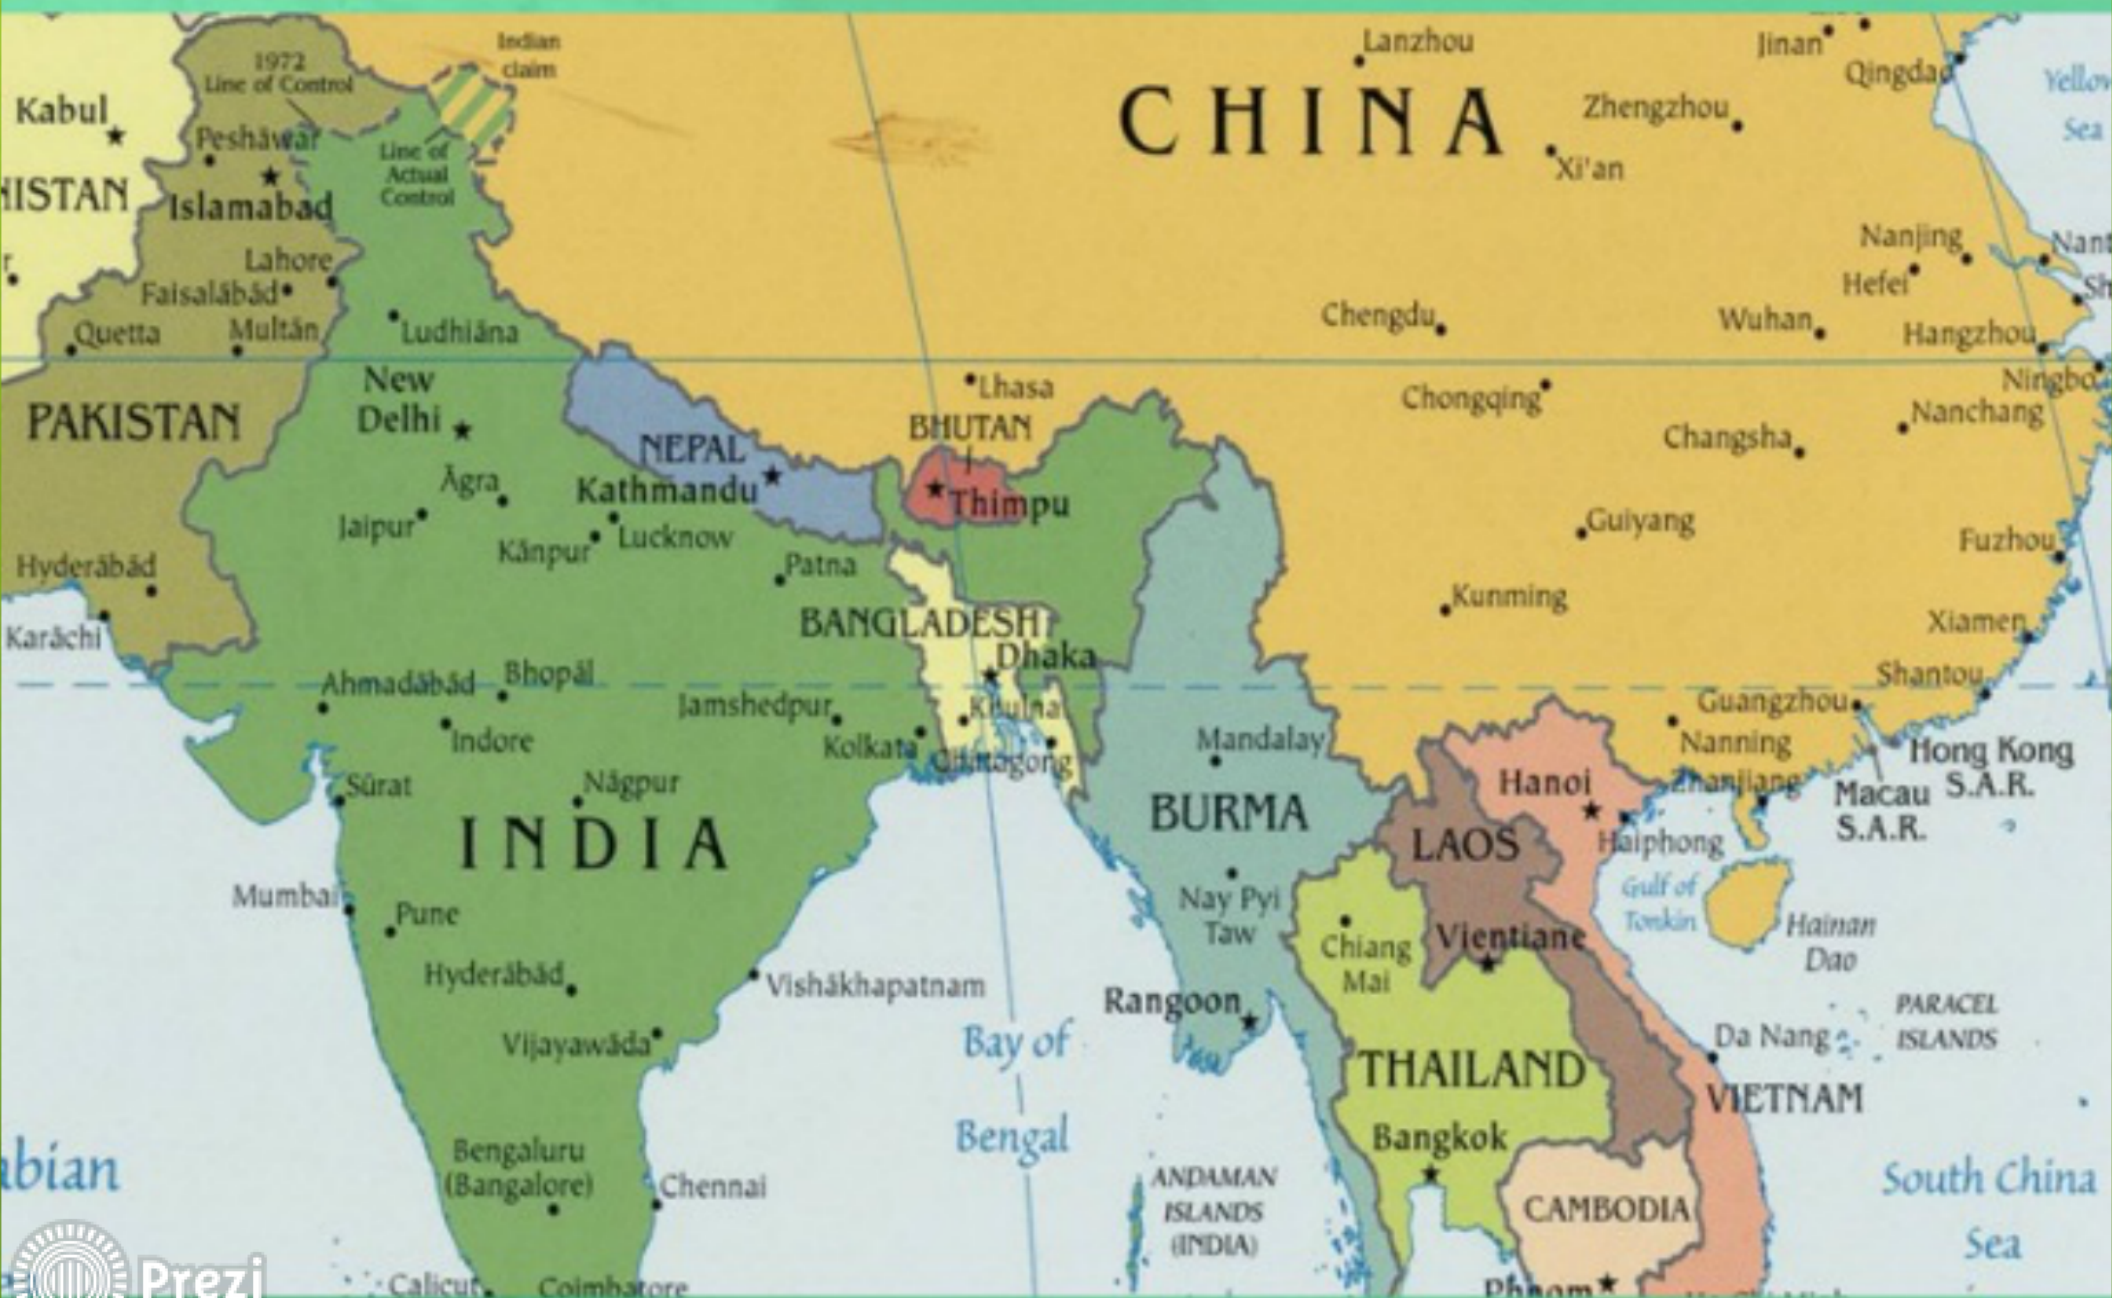 Indian
claim
1972
Line of Control
Lanzhou
Jinan
Qingdao
Yellow
Sea
Kabul
CHINA
Zhengzhou
Xi'an
Peshāwar
Line of
Actual
Control
Islamabad
Lahore
Faisalābād
Quetta
Multān
Ludhiāna
Nanjing
Hefei
Chengdu
Wuhan
Hangzhou
New
Delhi
Lhasa
Chongqing
Ningbo
Nanchang
PAKISTAN
NEPAL
BHUTAN
Changsha
Āgra
Kathmandu
Thimpu
Jaipur
Kānpur
Lucknow
Guiyang
Fuzhou
Hyderābād
Patna
Kunming
Karāchi
BANGLADESH
Dhaka
Xiamen
Ahmadābād
Bhopāl
Shantou
Jamshedpur
Khulna
Guangzhou
Indore
Kolkata
Chittagong
Mandalay
Nanning
Hong Kong
S.A.R.
Sūrat
Nāgpur
Hanoi
Zhanjiang
Macau
S.A.R.
INDIA
BURMA
LAOS
Haiphong
Mumbai
Pune
Nay Pyi
Taw
Gulf of
Tonkin
Hainan
Dao
Chiang
Mai
Vientiane
Hyderābād
Vishākhapatnam
Rangoon
PARACEL
ISLANDS
Vijayawāda
Bay of
Bengal
THAILAND
Da Nang
VIETNAM
Bengaluru
(Bangalore)
Chennai
Bangkok
ANDAMAN
ISLANDS
(INDIA)
CAMBODIA
South China
Sea
Calicut
Coimbatore
Phnom
Prezi